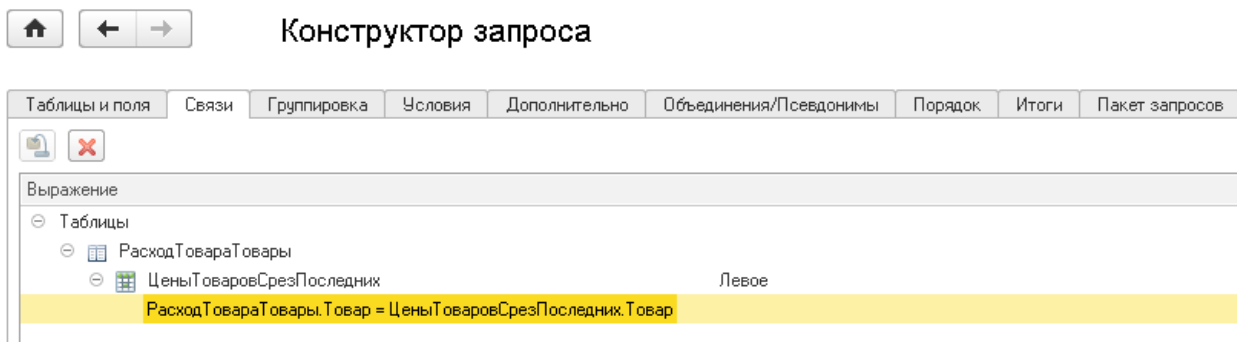 Конструктор запроса
Таблицы и поля Связи Группировка Условия Дополнительно Объединения/Псевдонимы Порядок Итоги Пакет запросов
Выражение
Таблицы
РасходТовараТовары
ЦеныТоваровСрезПоследних Левое
РасходТовараТовары.Товар = ЦеныТоваровСрезПоследних.Товар